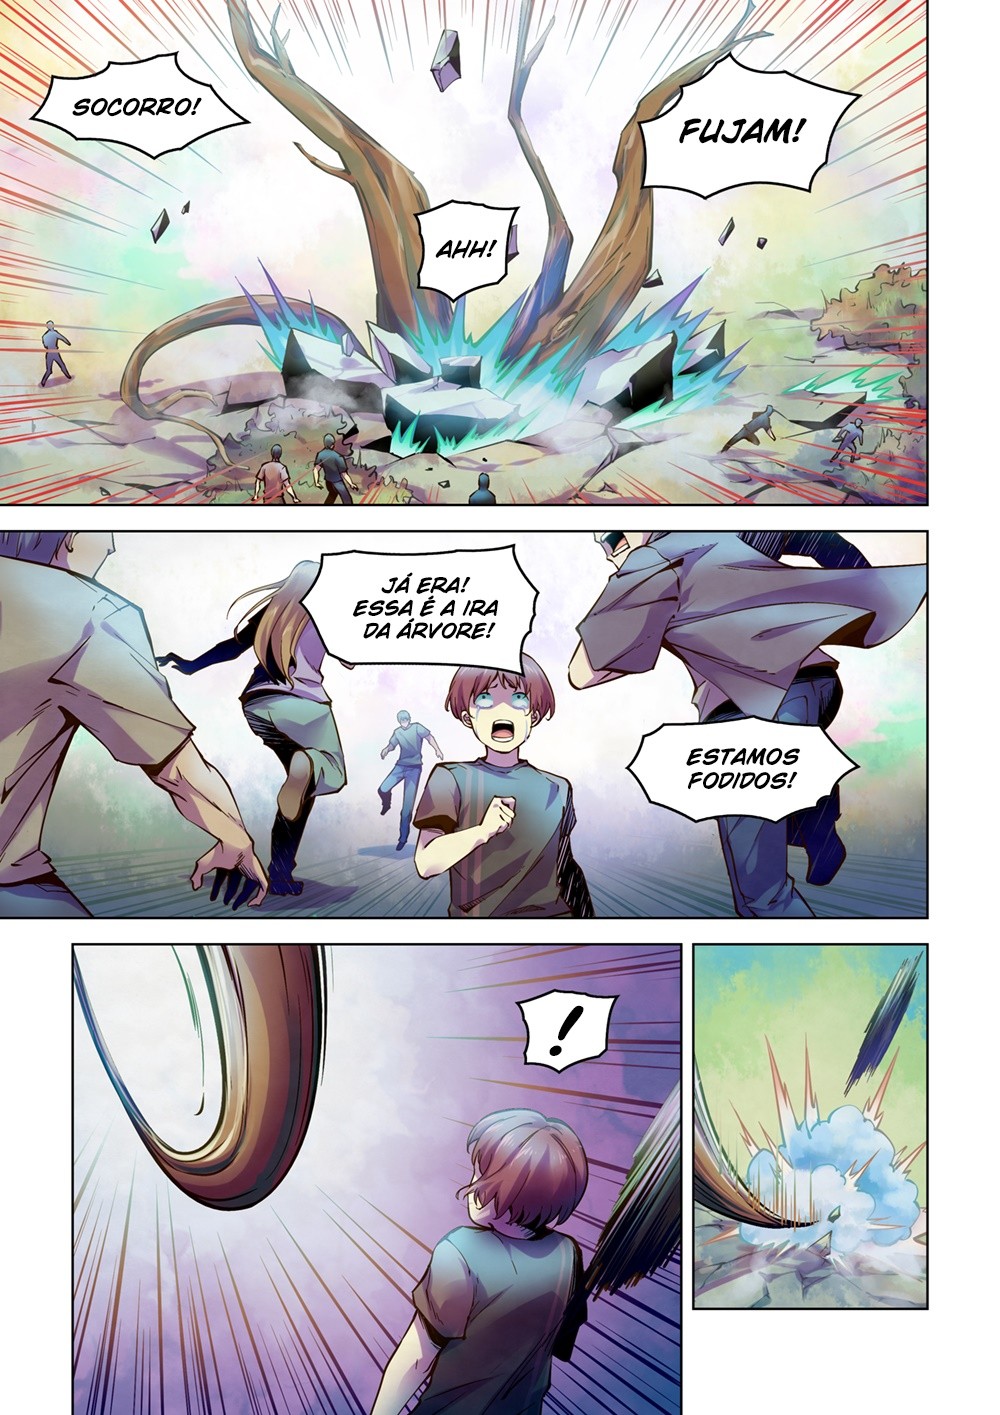 SOCORRO!
FUJAM!
AHH!
JÁ ERA!
ESSA É A IRA
DA ÁRVORE!
ESTAMOS
FODIDOS!
!